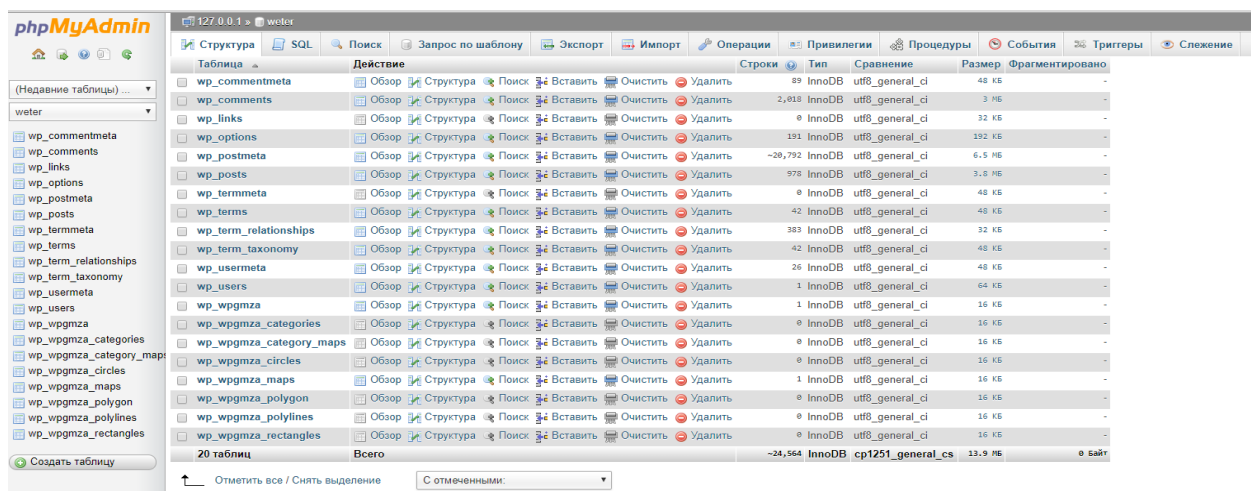 phpMyAdmin
(Недавние таблицы) ...
weter
wp_commentmeta
wp_comments
wp_links
wp_options
wp_postmeta
wp_posts
wp_termmeta
wp_terms
wp_term_relationships
wp_term_taxonomy
wp_usermeta
wp_users
wp_wpgmza
wp_wpgmza_categories
wp_wpgmza_category_maps
wp_wpgmza_circles
wp_wpgmza_maps
wp_wpgmza_polygon
wp_wpgmza_polylines
wp_wpgmza_rectangles
Создать таблицу
127.0.0.1 » weter
Структура SQL Поиск Запрос по шаблону Экспорт Импорт Операции Привилегии Процедуры События Триггеры Слежение
Таблица Действие Строки Тип Сравнение Размер Фрагментировано
wp_commentmeta Обзор Структура Поиск Вставить Очистить Удалить 89 InnoDB utf8_general_ci 48 КБ -
wp_comments Обзор Структура Поиск Вставить Очистить Удалить 2,018 InnoDB utf8_general_ci 3 МБ -
wp_links Обзор Структура Поиск Вставить Очистить Удалить 0 InnoDB utf8_general_ci 32 КБ -
wp_options Обзор Структура Поиск Вставить Очистить Удалить 191 InnoDB utf8_general_ci 192 КБ -
wp_postmeta Обзор Структура Поиск Вставить Очистить Удалить ~20,792 InnoDB utf8_general_ci 6.5 МБ -
wp_posts Обзор Структура Поиск Вставить Очистить Удалить 978 InnoDB utf8_general_ci 3.8 МБ -
wp_termmeta Обзор Структура Поиск Вставить Очистить Удалить 0 InnoDB utf8_general_ci 48 КБ -
wp_terms Обзор Структура Поиск Вставить Очистить Удалить 42 InnoDB utf8_general_ci 48 КБ -
wp_term_relationships Обзор Структура Поиск Вставить Очистить Удалить 383 InnoDB utf8_general_ci 32 КБ -
wp_term_taxonomy Обзор Структура Поиск Вставить Очистить Удалить 42 InnoDB utf8_general_ci 48 КБ -
wp_usermeta Обзор Структура Поиск Вставить Очистить Удалить 26 InnoDB utf8_general_ci 48 КБ -
wp_users Обзор Структура Поиск Вставить Очистить Удалить 1 InnoDB utf8_general_ci 64 КБ -
wp_wpgmza Обзор Структура Поиск Вставить Очистить Удалить 1 InnoDB utf8_general_ci 16 КБ -
wp_wpgmza_categories Обзор Структура Поиск Вставить Очистить Удалить 0 InnoDB utf8_general_ci 16 КБ -
wp_wpgmza_category_maps Обзор Структура Поиск Вставить Очистить Удалить 0 InnoDB utf8_general_ci 16 КБ -
wp_wpgmza_circles Обзор Структура Поиск Вставить Очистить Удалить 0 InnoDB utf8_general_ci 16 КБ -
wp_wpgmza_maps Обзор Структура Поиск Вставить Очистить Удалить 1 InnoDB utf8_general_ci 16 КБ -
wp_wpgmza_polygon Обзор Структура Поиск Вставить Очистить Удалить 0 InnoDB utf8_general_ci 16 КБ -
wp_wpgmza_polylines Обзор Структура Поиск Вставить Очистить Удалить 0 InnoDB utf8_general_ci 16 КБ -
wp_wpgmza_rectangles Обзор Структура Поиск Вставить Очистить Удалить 0 InnoDB utf8_general_ci 16 КБ -
20 таблиц Всего ~24,564 InnoDB cp1251_general_cs 13.9 МБ 0 Байт
Отметить все / Снять выделение С отмеченными: